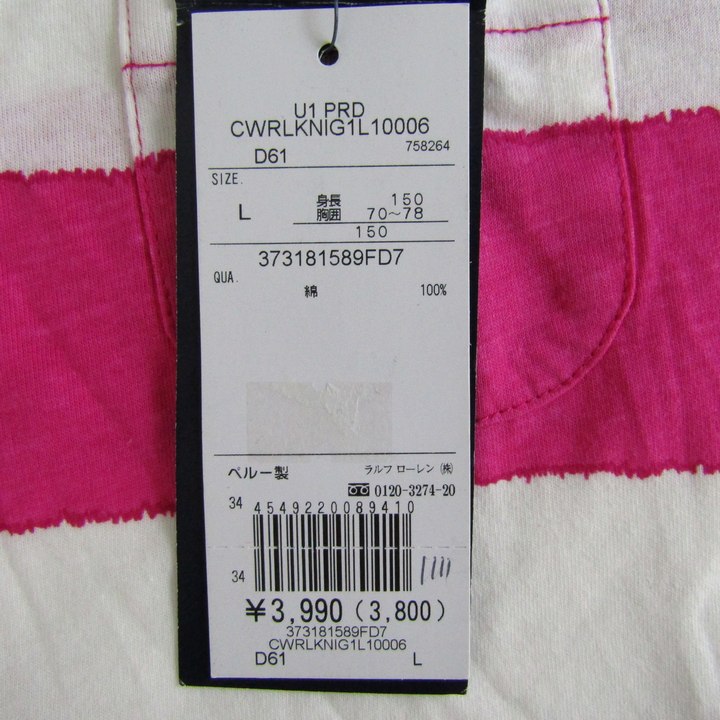 U1 PRD
CWRLKNIG1L10006
D61 758264
SIZE.
L 身長 150
胸囲 70～78
150
373181589FD7
QUA.
綿 100%
ペルー製 ラルフ ローレン ㈱
0120-3274-20
34
4549220089410
34
1111
¥3,990 (3,800)
373181589FD7
CWRLKNIG1L10006
D61 L